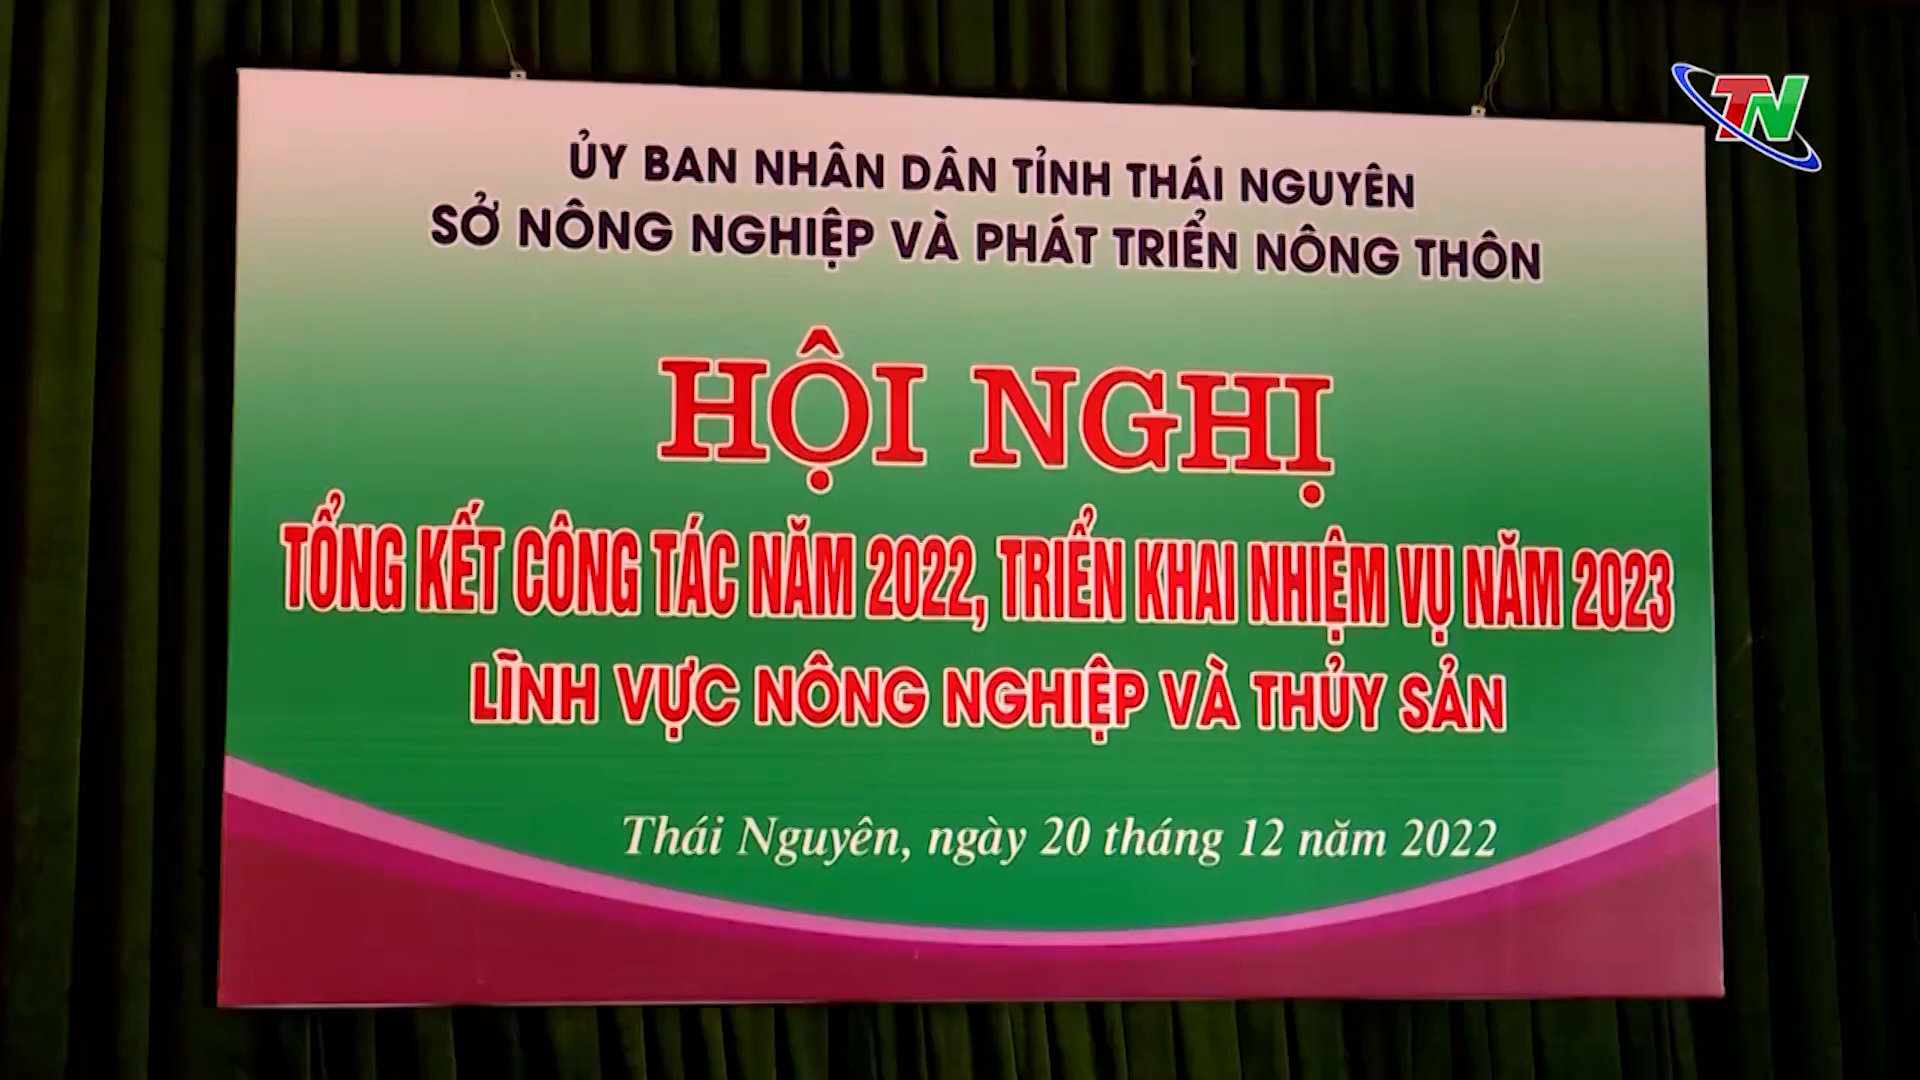 TN
ỦY BAN NHÂN DÂN TỈNH THÁI NGUYÊN
SỞ NÔNG NGHIỆP VÀ PHÁT TRIỂN NÔNG THÔN
HỘI NGHỊ
TỔNG KẾT CÔNG TÁC NĂM 2022, TRIỂN KHAI NHIỆM VỤ NĂM 2023
LĨNH VỰC NÔNG NGHIỆP VÀ THỦY SẢN
Thái Nguyên, ngày 20 tháng 12 năm 2022